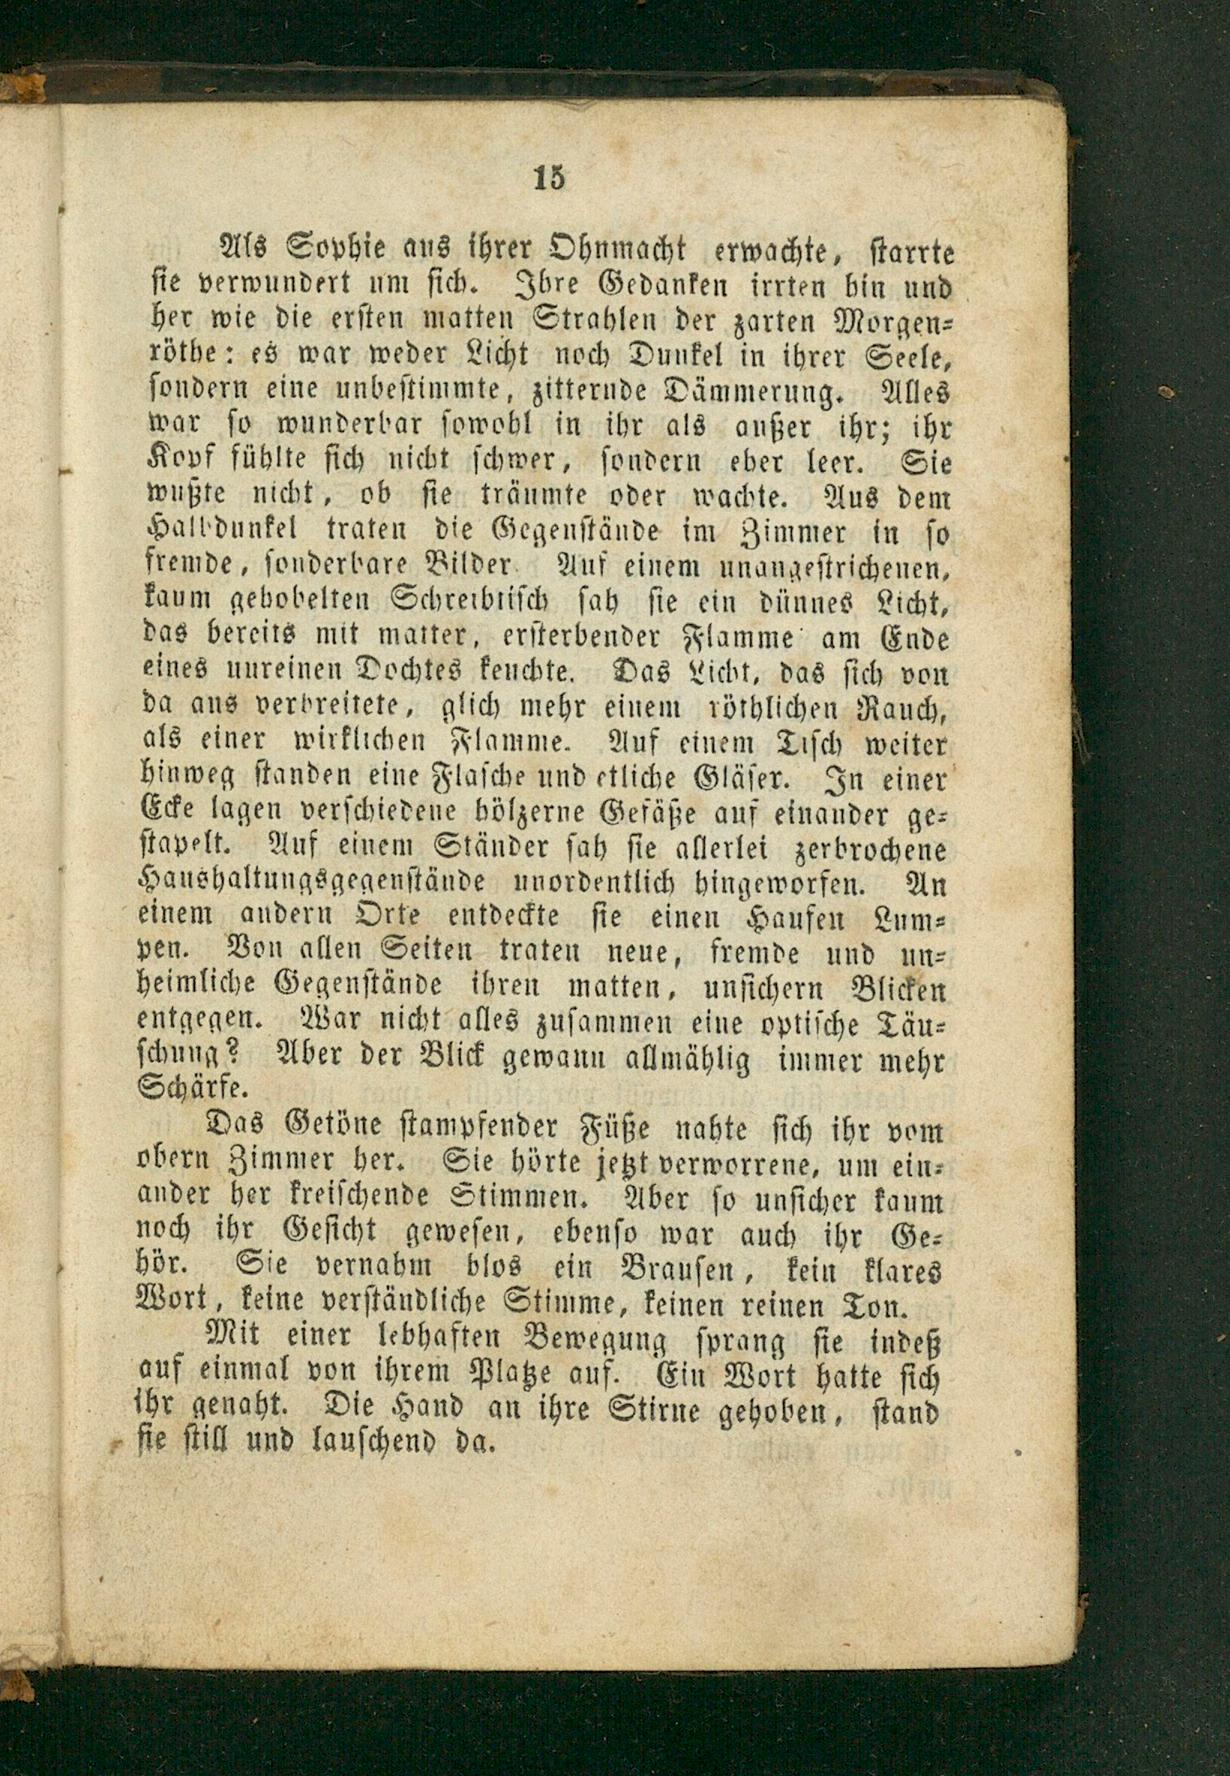 15
Als Sophie aus ihrer Ohnmacht erwachte, starrte
sie verwundert um sich. Ihre Gedanken irrten hin und
her wie die ersten matten Strahlen der zarten Morgen-
röthe: es war weder Licht noch Dunkel in ihrer Seele,
sondern eine unbestimmte, zitternde Dämmerung. Alles
war so wunderbar sowohl in ihr als außer ihr; ihr
Kopf fühlte sich nicht schwer, sondern eher leer. Sie
wußte nicht, ob sie träumte oder wachte. Aus dem
Halbdunkel traten die Gegenstände im Zimmer in so
fremde, sonderbare Bilder. Auf einem unangestrichenen,
kaum gehobelten Schreibtisch sah sie ein dünnes Licht,
das bereits mit matter, ersterbender Flamme am Ende
eines unreinen Dochtes keuchte. Das Licht, das sich von
da aus verbreitete, glich mehr einem röthlichen Rauch,
als einer wirklichen Flamme. Auf einem Tisch weiter
hinweg standen eine Flasche und etliche Gläser. In einer
Ecke lagen verschiedene hölzerne Gefäße auf einander ge-
stapelt. Auf einem Ständer sah sie allerlei zerbrochene
Haushaltungsgegenstände unordentlich hingeworfen. An
einem andern Orte entdeckte sie einen Haufen Lum-
pen. Von allen Seiten traten neue, fremde und un-
heimliche Gegenstände ihren matten, unsichern Blicken
entgegen. War nicht alles zusammen eine optische Täu-
schung? Aber der Blick gewann allmählig immer mehr
Schärfe.
Das Getöne stampfender Füße nahte sich ihr vom
obern Zimmer her. Sie hörte jetzt verworrene, um ein-
ander her kreischende Stimmen. Aber so unsicher kaum
noch ihr Gesicht gewesen, ebenso war auch ihr Ge-
hör. Sie vernahm blos ein Brausen, kein klares
Wort, keine verständliche Stimme, keinen reinen Ton.
Mit einer lebhaften Bewegung sprang sie indeß
auf einmal von ihrem Platze auf. Ein Wort hatte sich
ihr genaht. Die Hand an ihre Stirne gehoben, stand
sie still und lauschend da.